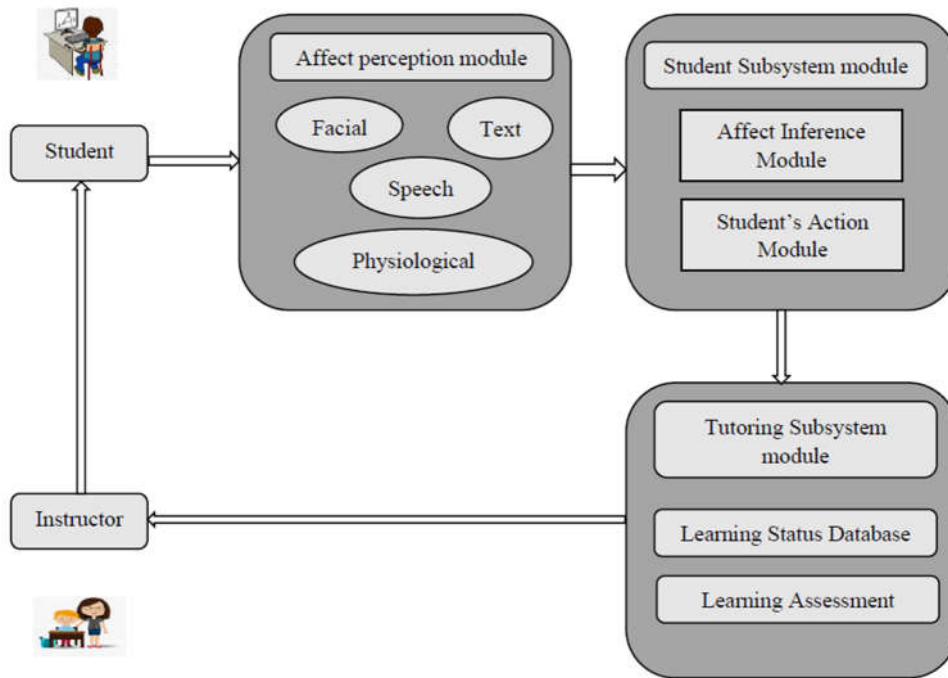 Affect perception module
Facial
Text
Speech
Physiological
Student Subsystem module
Affect Inference
Module
Student’s Action
Module
Student
Tutoring Subsystem
module
Learning Status Database
Learning Assessment
Instructor